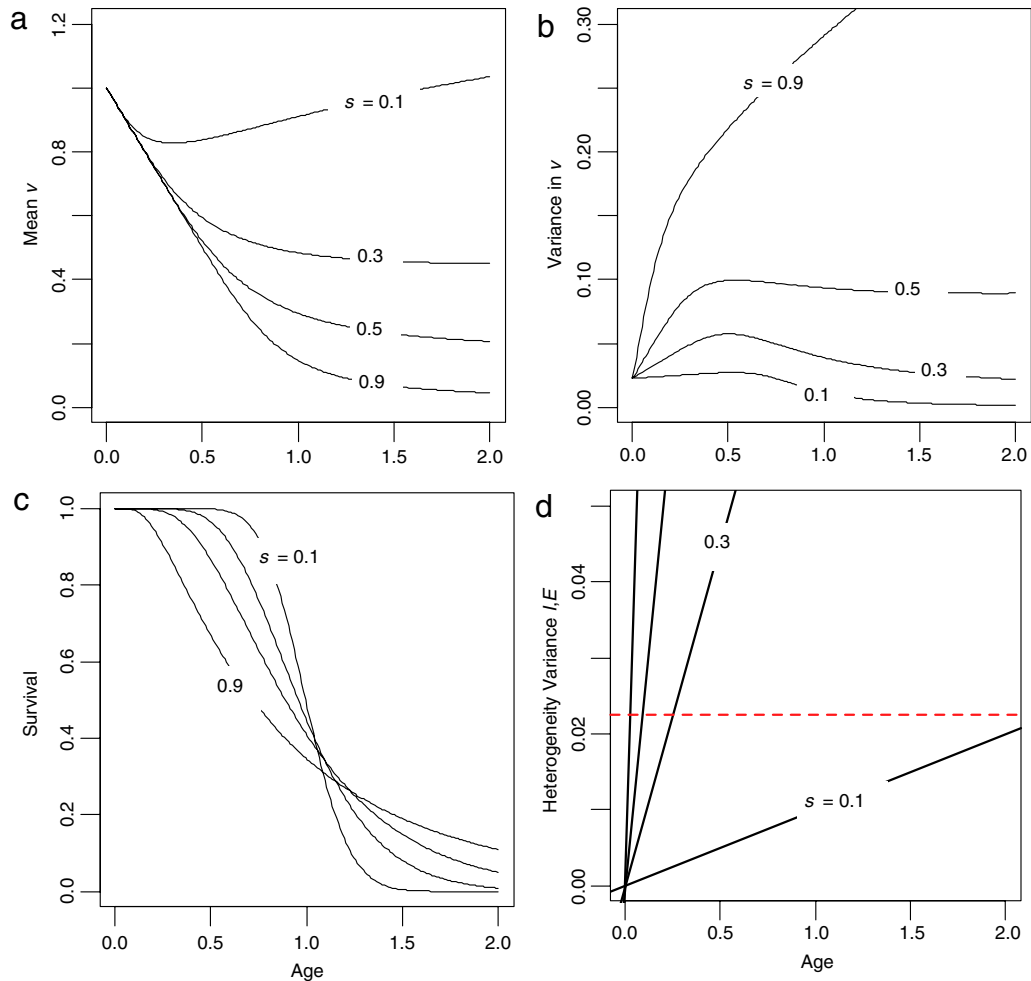 a
1.2
0.8
0.4
0.0
Mean v
s = 0.1
0.3
0.5
0.9
0.0 0.5 1.0 1.5 2.0
b
0.30
0.20
0.10
0.00
Variance in v
s = 0.9
0.5
0.3
0.1
0.0 0.5 1.0 1.5 2.0
c
1.0
0.8
0.6
0.4
0.2
0.0
Survival
s = 0.1
0.9
0.0 0.5 1.0 1.5 2.0
Age
d
0.04
0.02
0.00
Heterogeneity Variance I,E
0.3
s = 0.1
0.0 0.5 1.0 1.5 2.0
Age